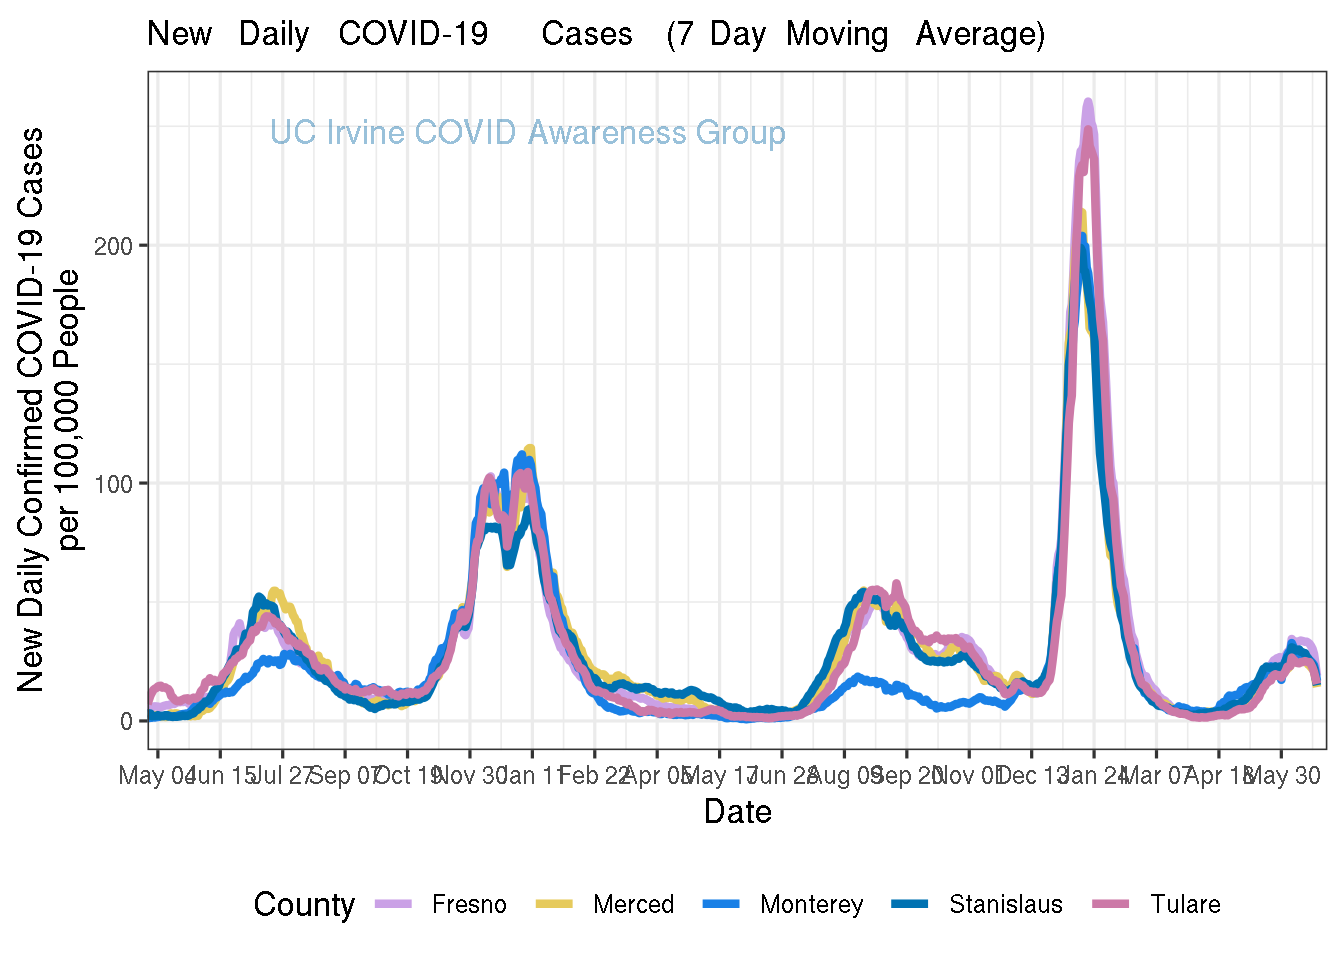 New Daily COVID-19 Cases (7 Day Moving Average)
UC Irvine COVID Awareness Group
New Daily Confirmed COVID-19 Cases
per 100,000 People
200
100
0
May 04 Jun 15 Jul 27 Sep 07 Oct 19 Nov 30 Jan 11 Feb 22 Apr 05 May 17 Jun 28 Aug 09 Sep 20 Nov 01 Dec 13 Jan 24 Mar 07 Apr 18 May 30
Date
County Fresno Merced Monterey Stanislaus Tulare